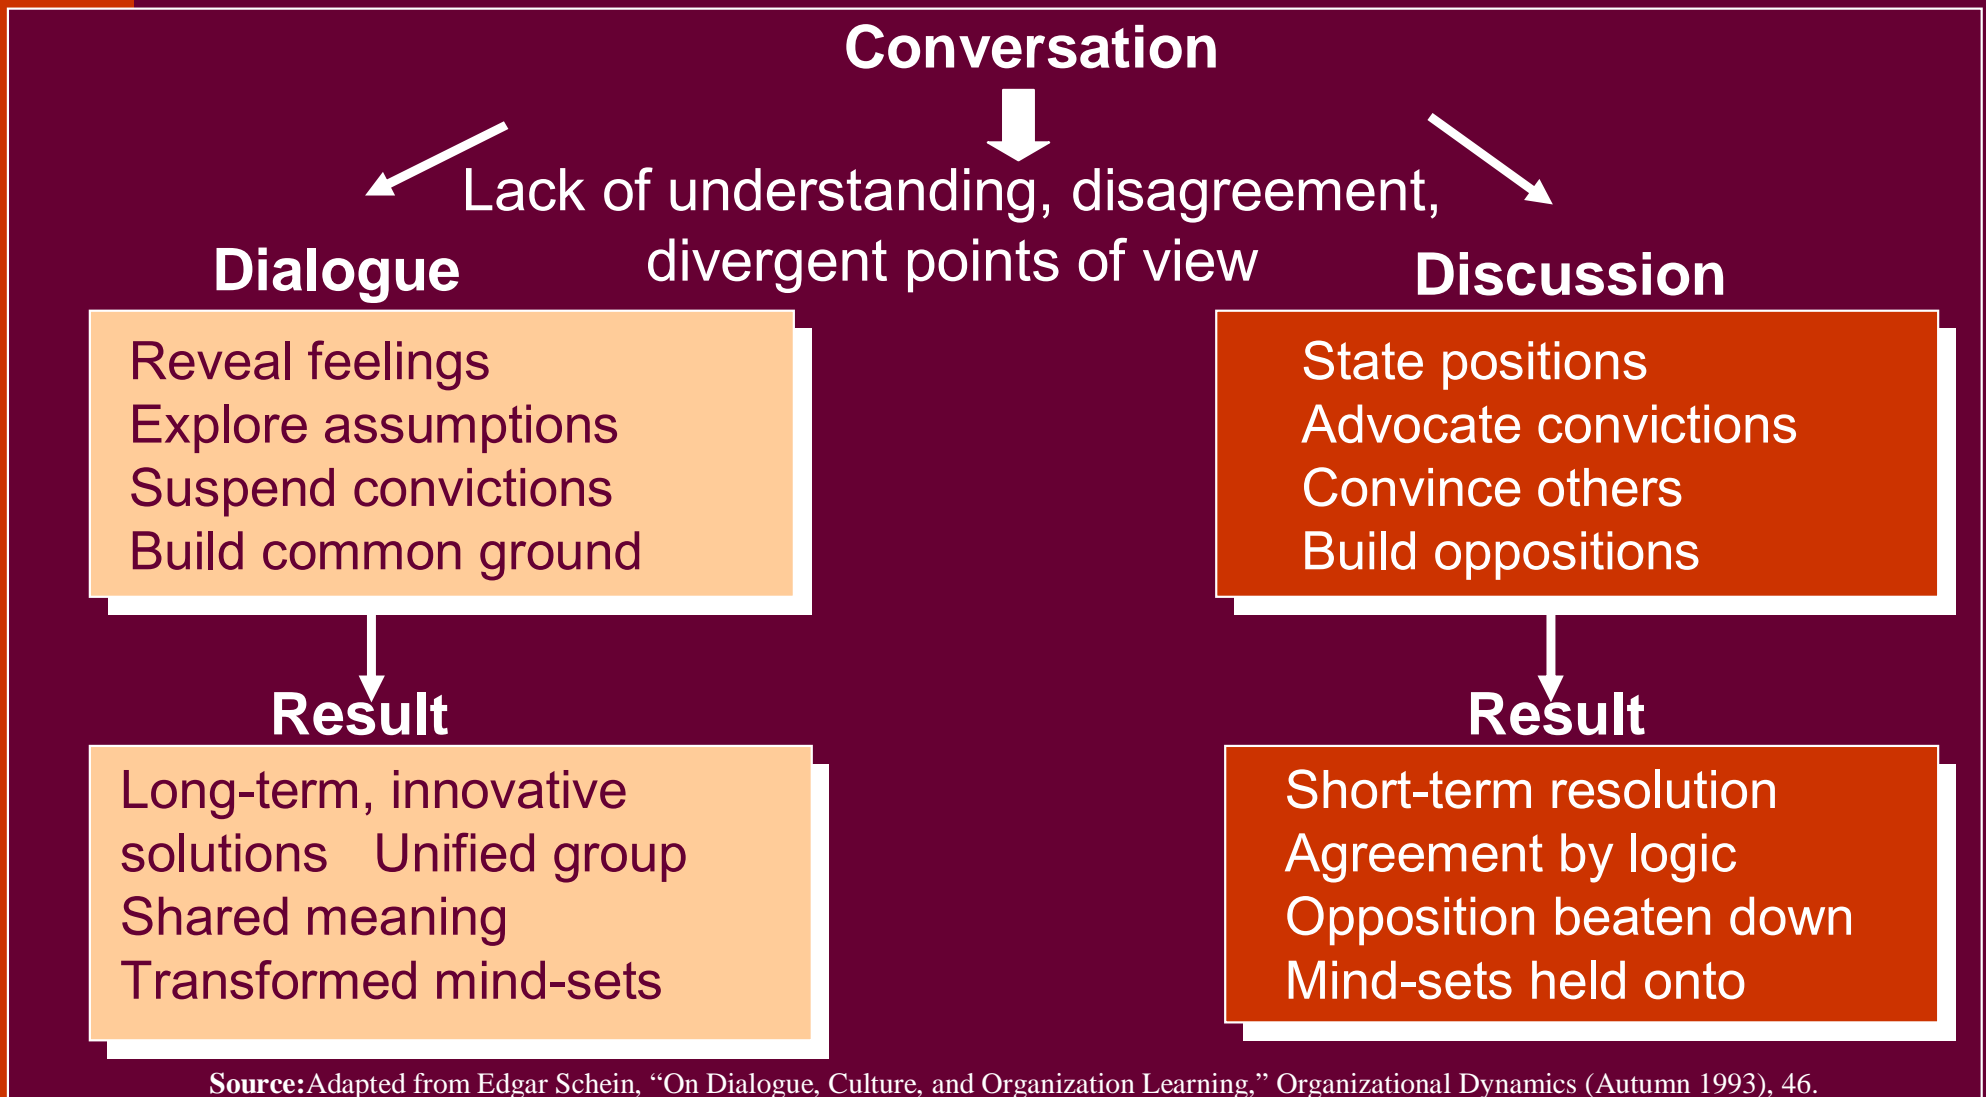 Conversation
Lack of understanding, disagreement,
divergent points of view
Dialogue
Reveal feelings
Explore assumptions
Suspend convictions
Build common ground
Result
Long-term, innovative
solutions   Unified group
Shared meaning
Transformed mind-sets
Discussion
State positions
Advocate convictions
Convince others
Build oppositions
Result
Short-term resolution
Agreement by logic
Opposition beaten down
Mind-sets held onto
Source:Adapted from Edgar Schein, “On Dialogue, Culture, and Organization Learning,” Organizational Dynamics (Autumn 1993), 46.